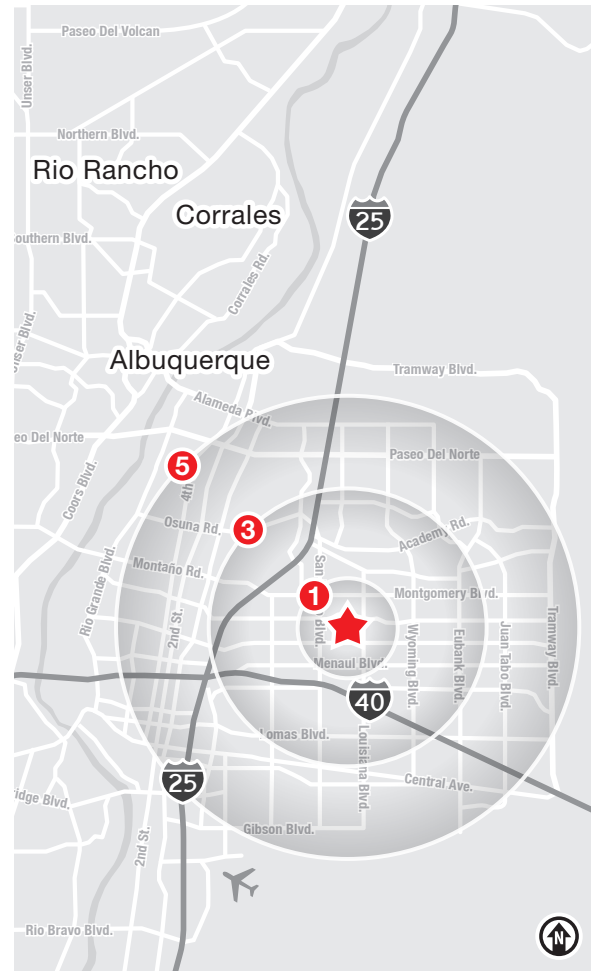 Paseo Del Volcan
Unser Blvd.
Northern Blvd.
Rio Rancho
Corrales
25
outhern Blvd.
Corrales Rd.
nser Blvd.
Albuquerque
Tramway Blvd.
Alameda Blvd.
eo Del Norte
Paseo Del Norte
5
4th
Coors Blvd.
3
Osuna Rd.
Academy Rd.
Montaño Rd.
San
Blvd.
1
Montgomery Blvd.
Rio Grande Blvd.
2nd St.
Menaul Blvd.
Wyoming Blvd.
Eubank Blvd.
Juan Tabo Blvd.
Tramway Blvd.
40
Lomas Blvd.
Louisiana Blvd.
25
Central Ave.
ridge Blvd.
2nd St.
Gibson Blvd.
Rio Bravo Blvd.
N